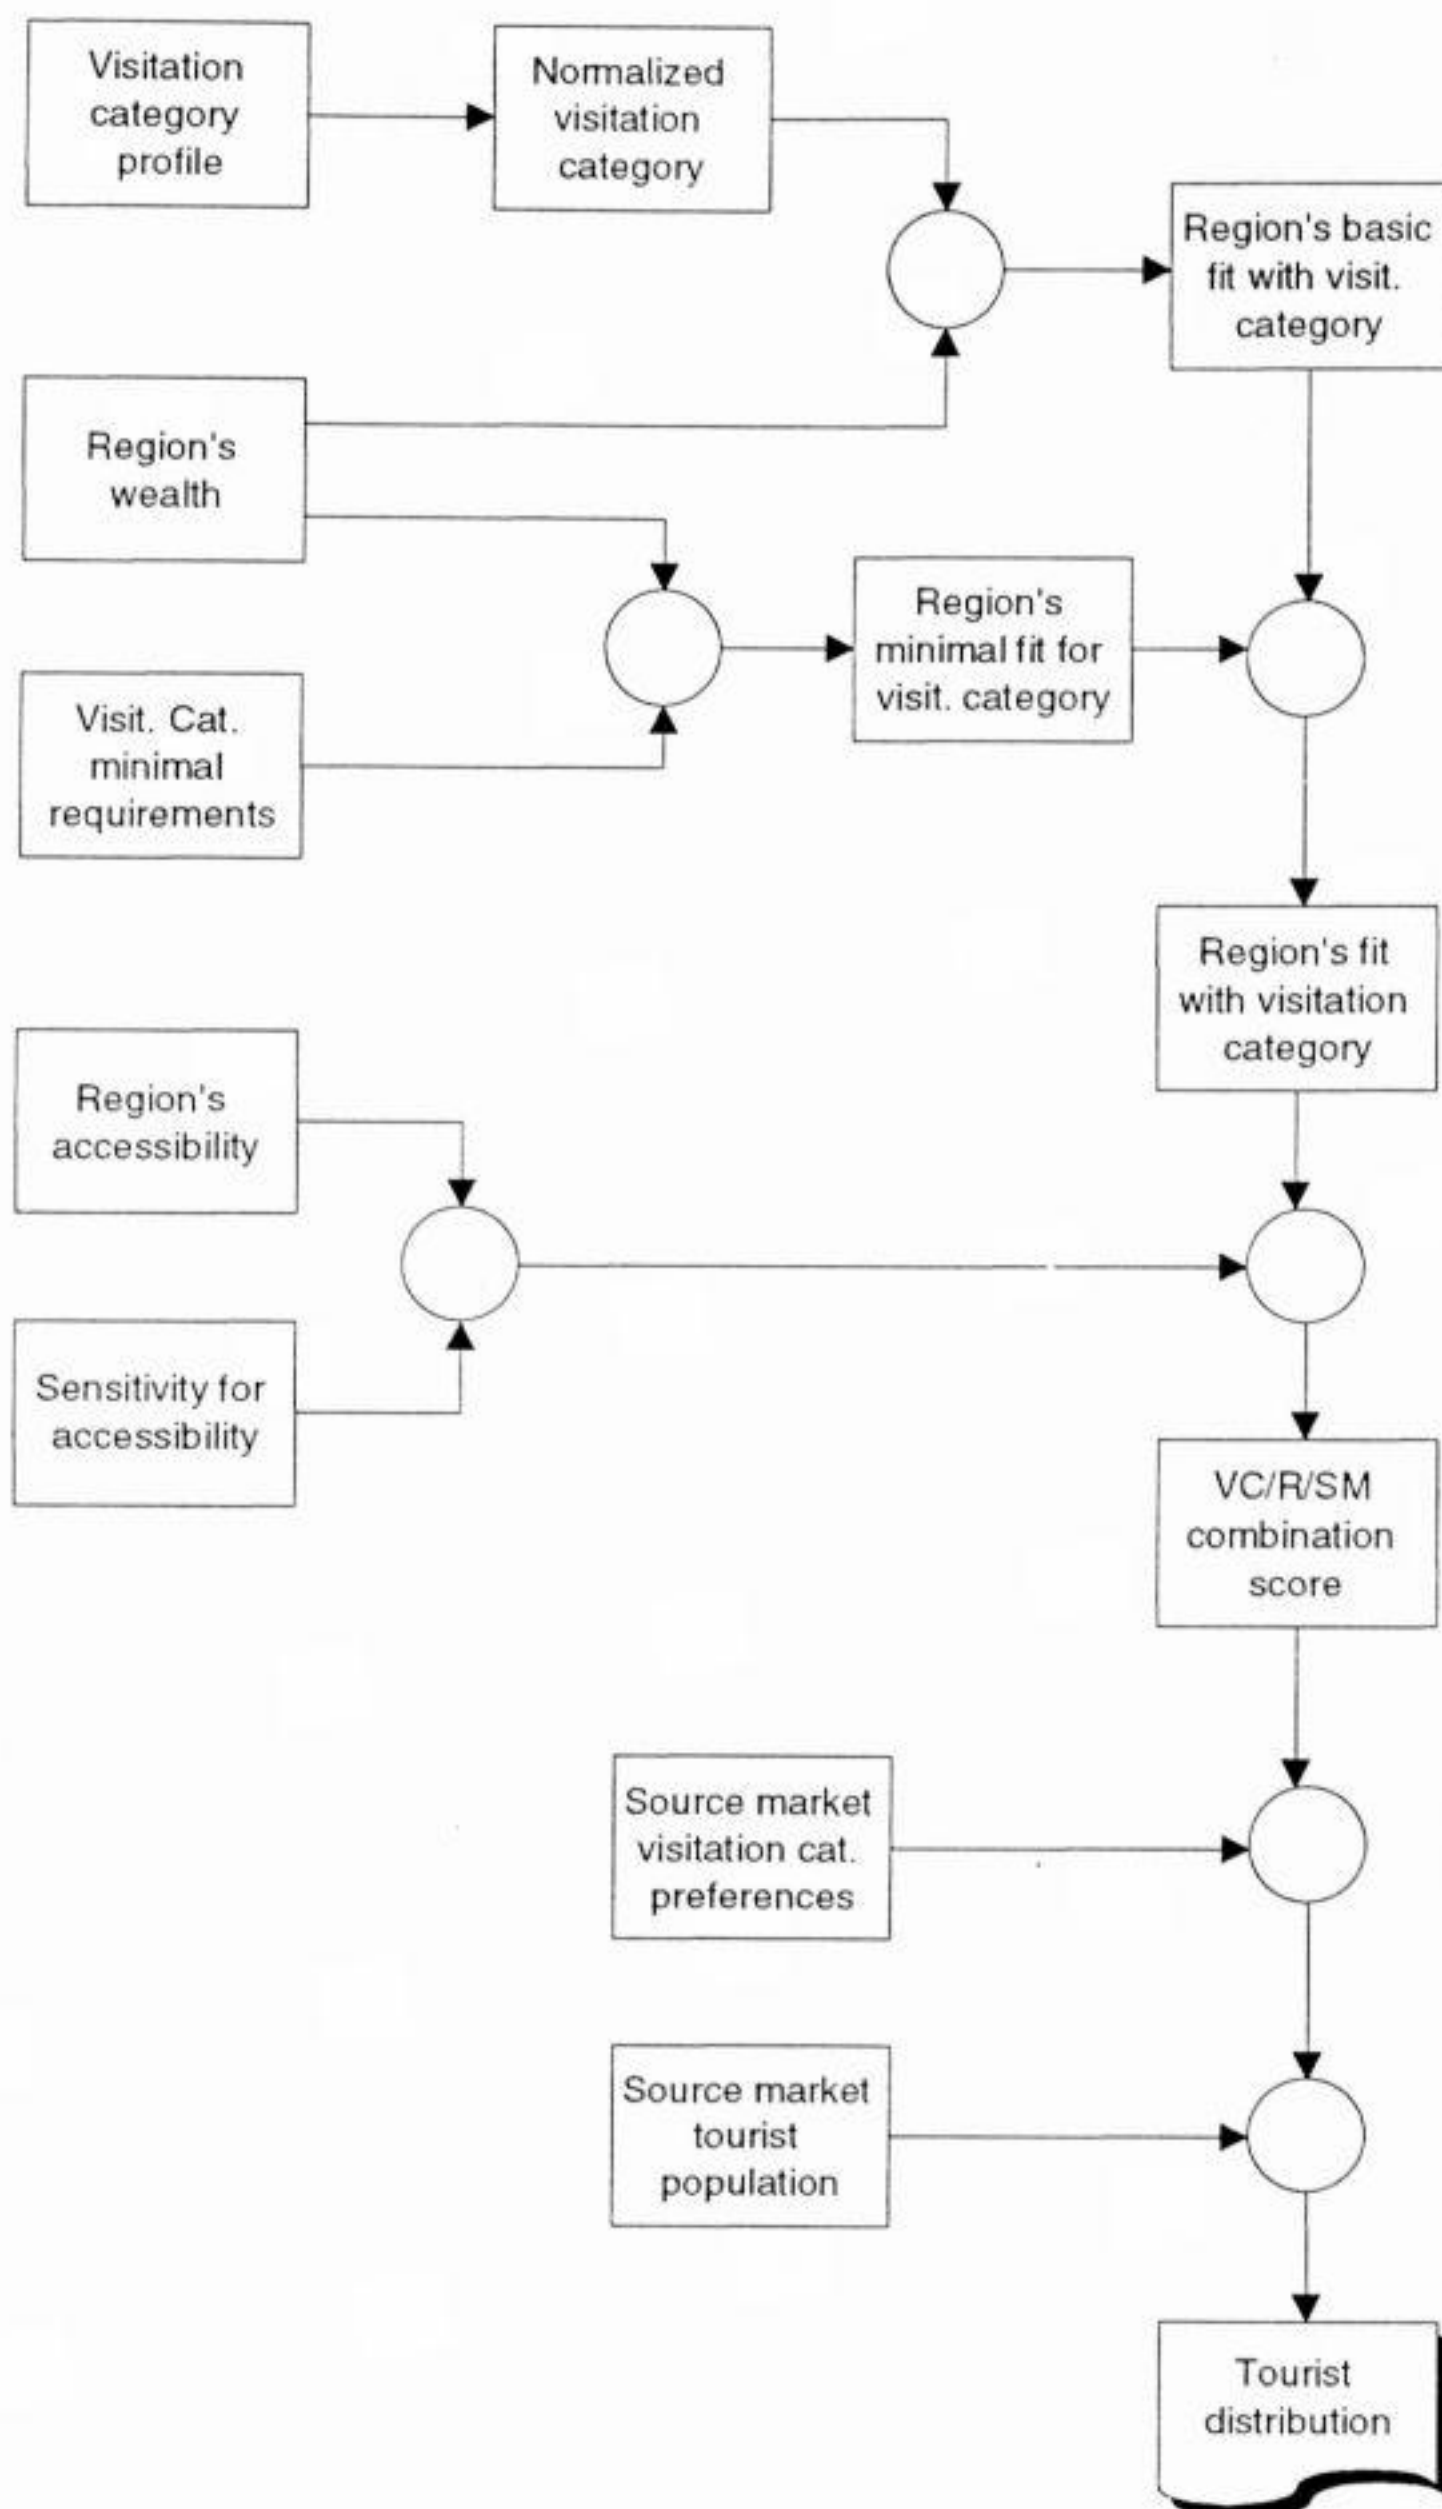 Visitation
category
profile
Normalized
visitation
category
Region's basic
fit with visit.
category
Region's
wealth
Region's
minimal fit for
visit. category
Visit. Cat.
minimal
requirements
Region's fit
with visitation
category
Region's
accessibility
Sensitivity for
accessibility
VC/R/SM
combination
score
Source market
visitation cat.
preferences
Source market
tourist
population
Tourist
distribution